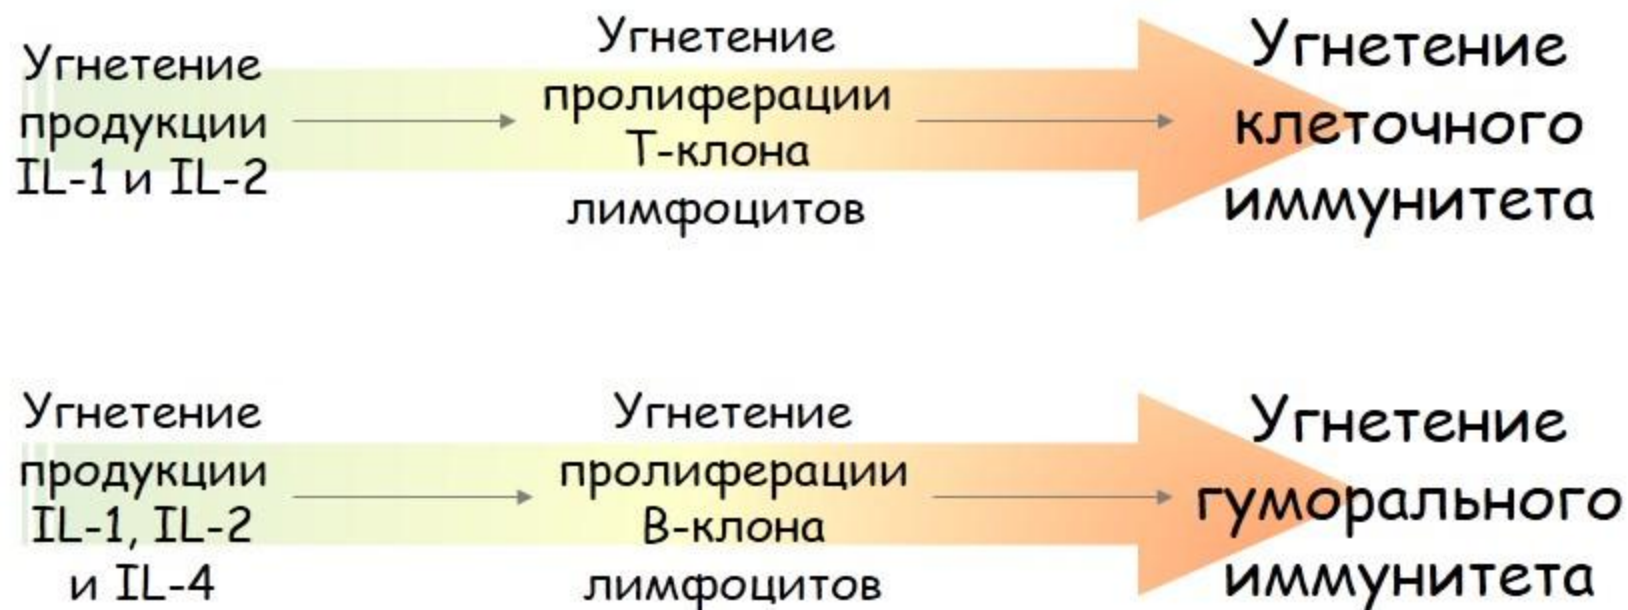 Угнетение
продукции
IL-1 и IL-2
Угнетение
пролиферации
Т-клона
лимфоцитов
Угнетение
клеточного
иммунитета
Угнетение
продукции
IL-1, IL-2
и IL-4
Угнетение
пролиферации
В-клона
лимфоцитов
Угнетение
гуморального
иммунитета